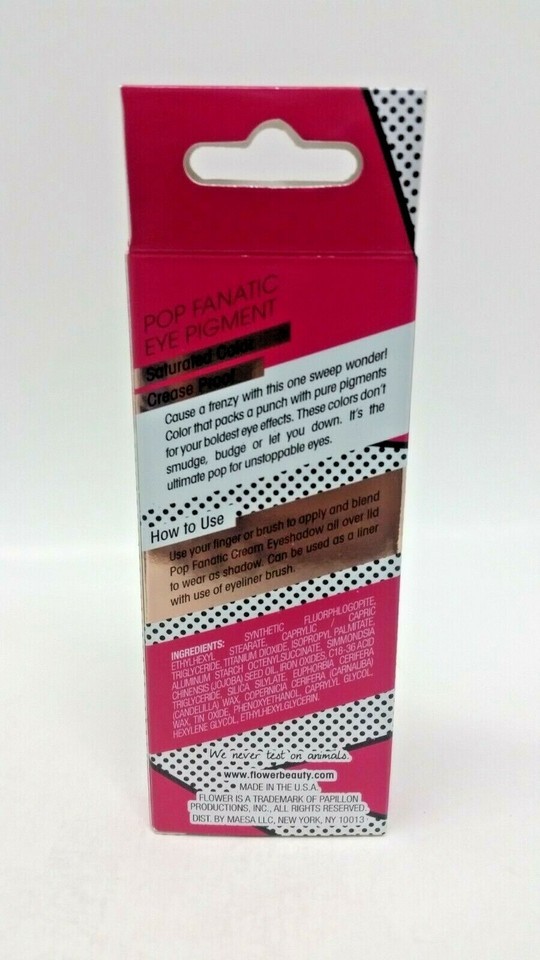 POP FANATIC
EYE PIGMENT
Saturated Color
Crease Proof
Cause a frenzy with this one sweep wonder!
Color that packs a punch with pure pigments
for your boldest eye effects. These colors don't
smudge, budge or let you down. It's the
ultimate pop for unstoppable eyes.
How to Use
Use your finger or brush to apply and blend
Pop Fanatic Cream Eyeshadow all over lid
to wear as shadow. Can be used as a liner
with use of eyeliner brush.
INGREDIENTS: SYNTHETIC FLUORPHLOGOPITE,
ETHYLHEXYL STEARATE, CAPRYLIC / CAPRIC
TRIGLYCERIDE, TITANIUM DIOXIDE, ISOPROPYL PALMITATE,
ALUMINUM STARCH OCTENYLSUCCINATE, SIMMONDSIA
CHINENSIS (JOJOBA) SEED OIL, IRON OXIDES, C18-36 ACID
TRIGLYCERIDE, SILICA SILYLATE, EUPHORBIA CERIFERA
(CANDELILLA) WAX, COPERNICIA CERIFERA (CARNAUBA)
WAX, TIN OXIDE, PHENOXYETHANOL, CAPRYLYL GLYCOL,
HEXYLENE GLYCOL, ETHYLHEXYLGLYCERIN.
We never test on animals.
www.flowerbeauty.com
MADE IN THE U.S.A.
FLOWER IS A TRADEMARK OF PAPILLON
PRODUCTIONS, INC., ALL RIGHTS RESERVED.
DIST. BY MAESA LLC, NEW YORK, NY 10013